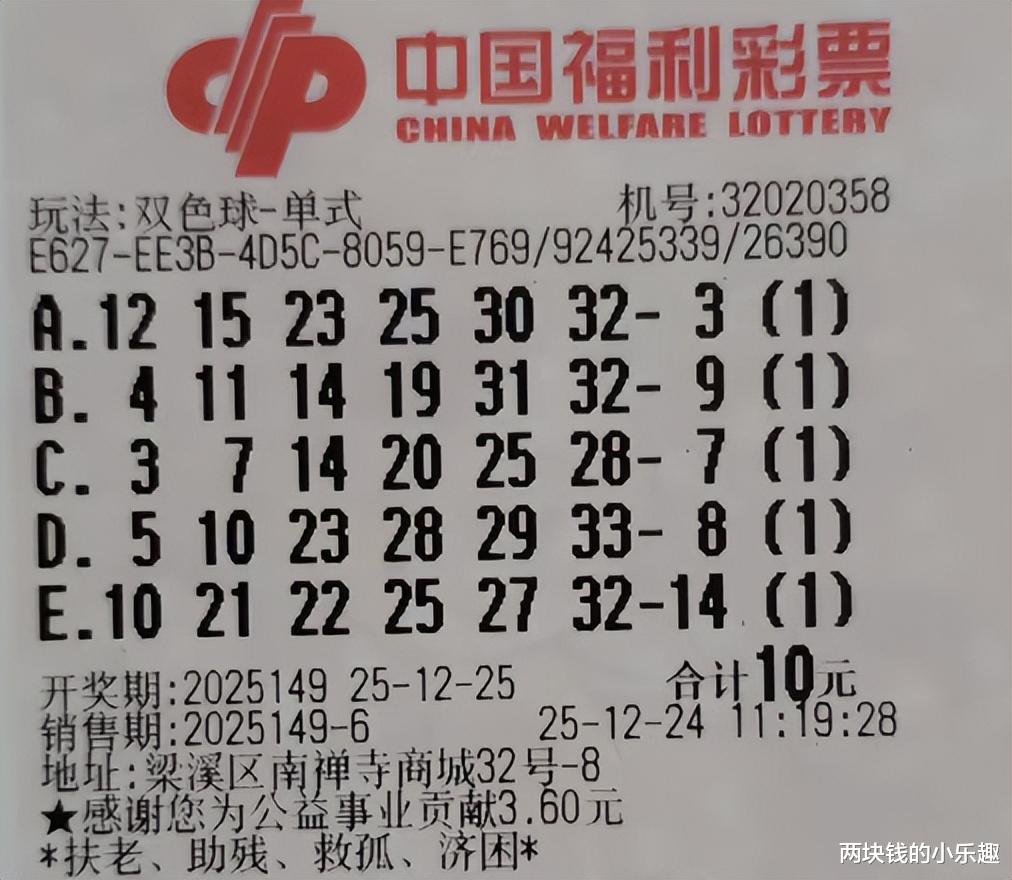 中国福利彩票
CHINA WELFARE LOTTERY
玩法:双色球-单式 机号:32020358
E627-EE3B-4D5C-8059-E769/92425339/26390
A.12 15 23 25 30 32- 3 (1)
B. 4 11 14 19 31 32- 9 (1)
C. 3 7 14 20 25 28- 7 (1)
D. 5 10 23 28 29 33- 8 (1)
E.10 21 22 25 27 32-14 (1)
开奖期:2025149 25-12-25 合计10元
销售期:2025149-6 25-12-24 11:19:28
地址:梁溪区南禅寺商城32号-8
★感谢您为公益事业贡献3.60元
*扶老、助残、救孤、济困*
两块钱的小乐趣